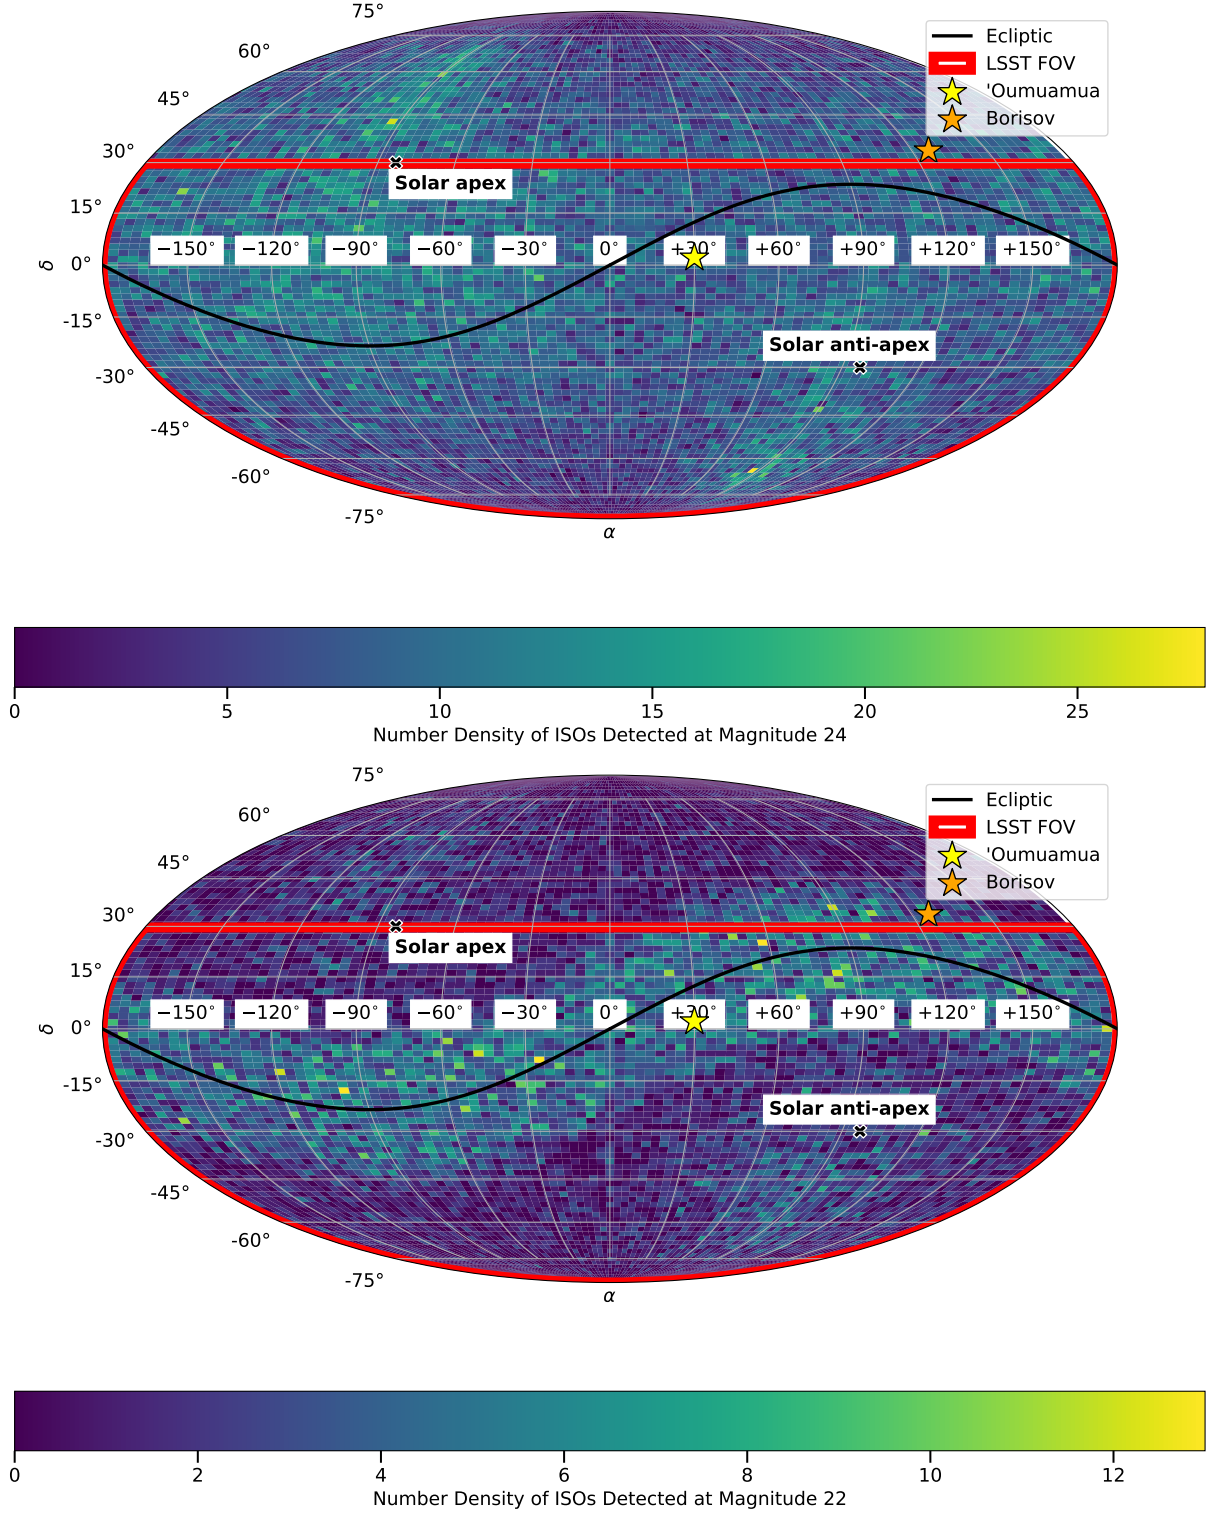 75°
60°
45°
30°
15°
δ 0°
-15°
-30°
-45°
-60°
-75°
Ecliptic
LSST FOV
'Oumuamua
Borisov
Solar apex
−150° −120° −90° −60° −30° 0° +30° +60° +90° +120° +150°
Solar anti-apex
α
0 5 10 15 20 25
Number Density of ISOs Detected at Magnitude 24
75°
60°
45°
30°
15°
δ 0°
-15°
-30°
-45°
-60°
-75°
Ecliptic
LSST FOV
'Oumuamua
Borisov
Solar apex
−150° −120° −90° −60° −30° 0° +30° +60° +90° +120° +150°
Solar anti-apex
α
0 2 4 6 8 10 12
Number Density of ISOs Detected at Magnitude 22